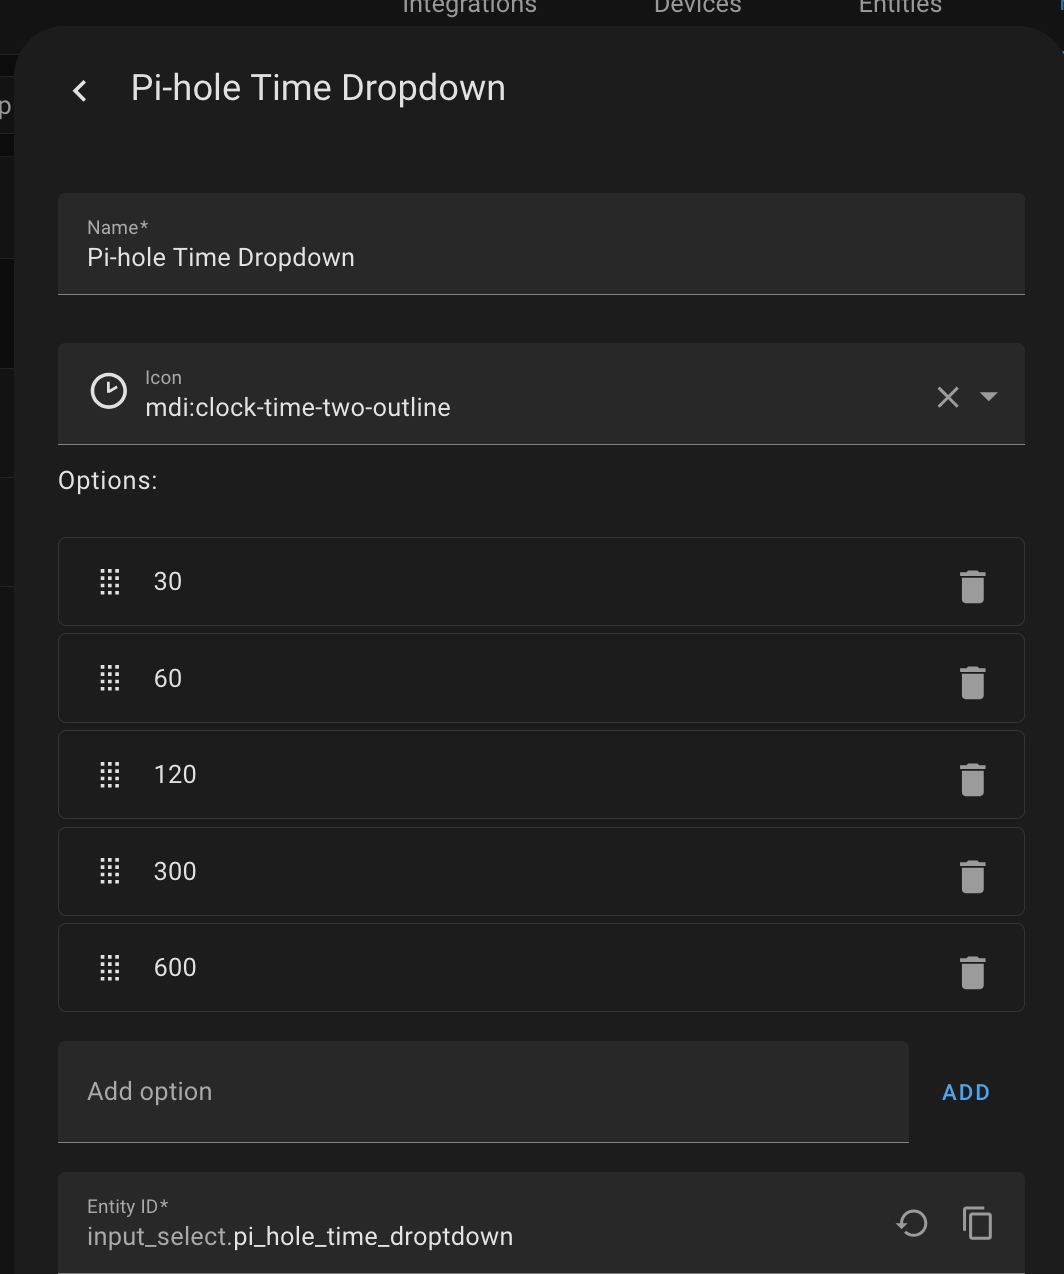 Integrations Devices Entities
p
Pi-hole Time Dropdown
Name*
Pi-hole Time Dropdown
Icon
mdi:clock-time-two-outline
Options:
30
60
120
300
600
Add option
ADD
Entity ID*
input_select.pi_hole_time_droptdown